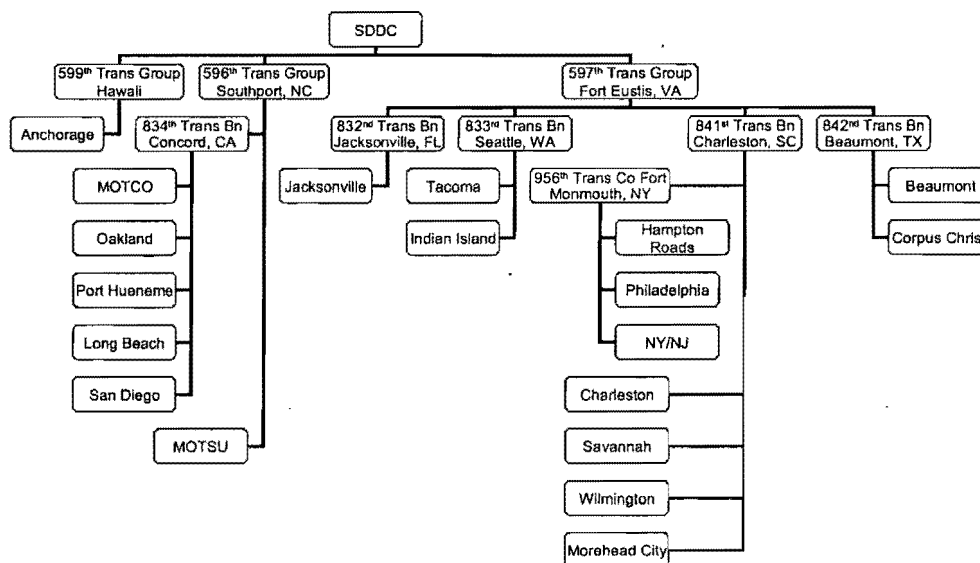 SDDC
599th Trans Group
Hawaii
596th Trans Group
Southport, NC
597th Trans Group
Fort Eustis, VA
Anchorage
834th Trans Bn
Concord, CA
832nd Trans Bn
Jacksonville, FL
833rd Trans Bn
Seattle, WA
841st Trans Bn
Charleston, SC
842nd Trans Bn
Beaumont, TX
MOTCO
Jacksonville
Tacoma
956th Trans Co Fort
Monmouth, NY
Beaumont
Oakland
Indian Island
Hampton
Roads
Corpus Chris
Port Hueneme
Philadelphia
Long Beach
NY/NJ
San Diego
Charleston
MOTSU
Savannah
Wilmington
Morehead City